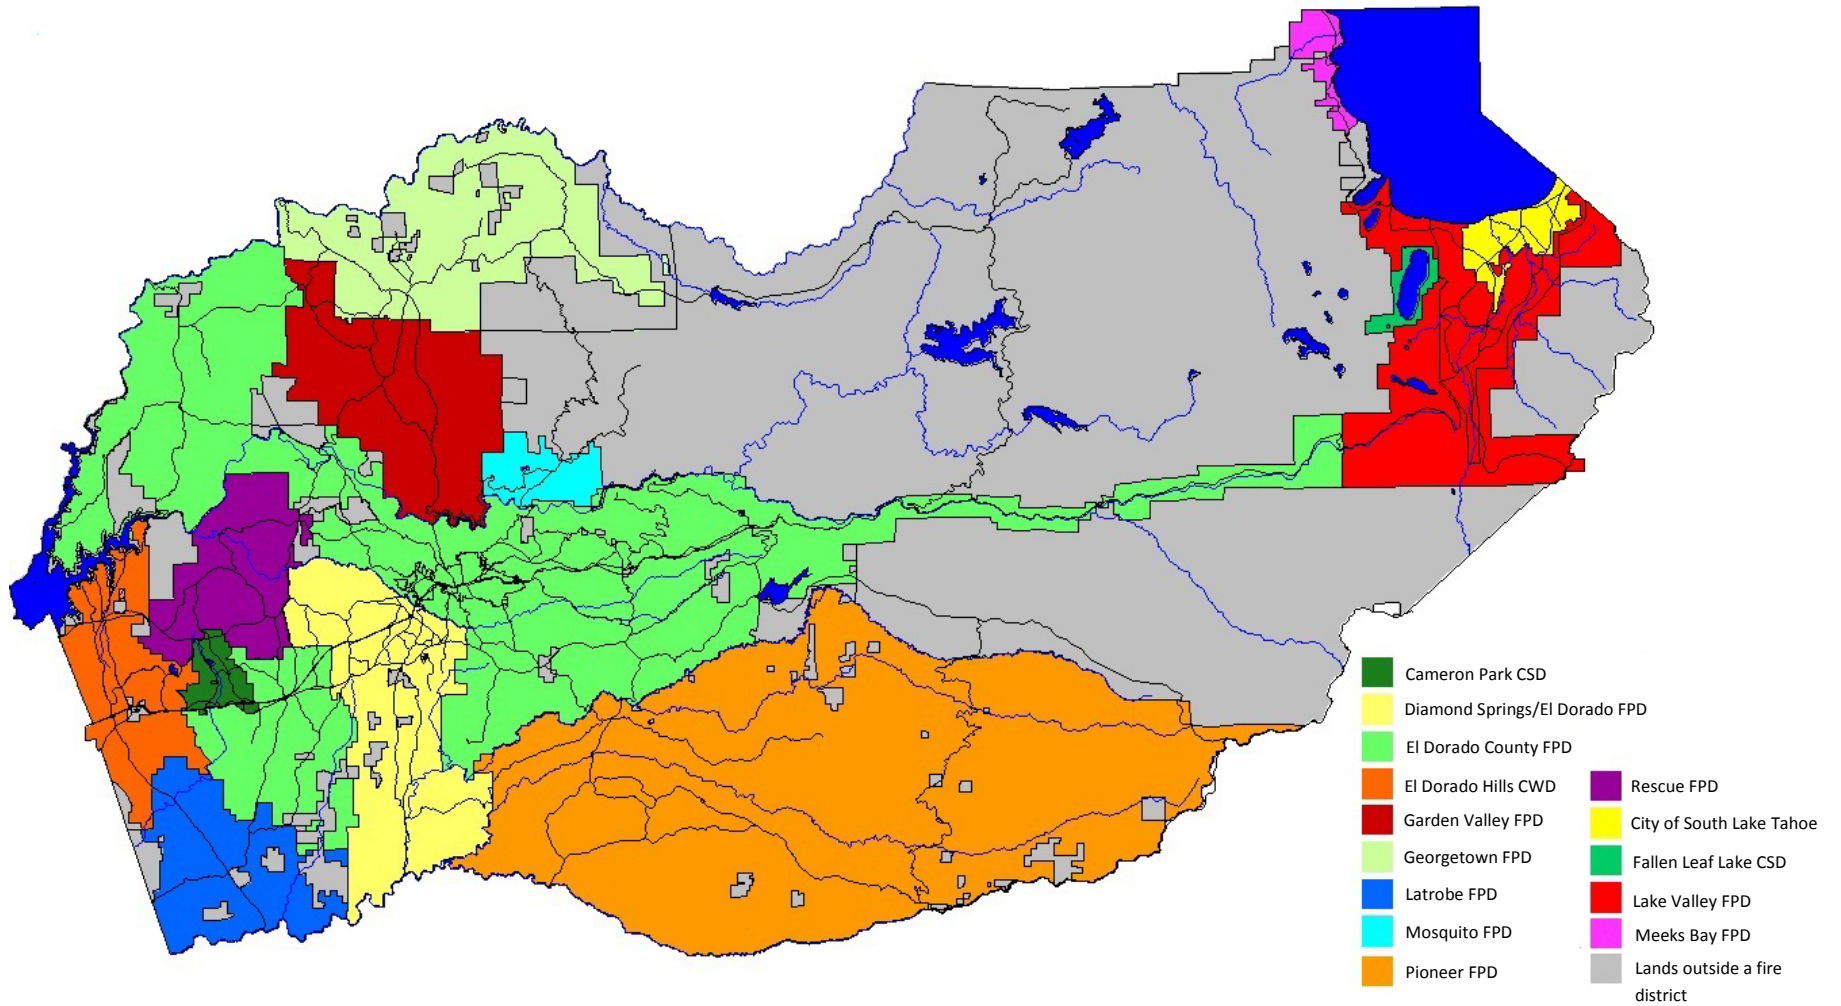 Cameron Park CSD
Diamond Springs/El Dorado FPD
El Dorado County FPD
El Dorado Hills CWD
Garden Valley FPD
Georgetown FPD
Latrobe FPD
Mosquito FPD
Pioneer FPD
Rescue FPD
City of South Lake Tahoe
Fallen Leaf Lake CSD
Lake Valley FPD
Meeks Bay FPD
Lands outside a fire
district